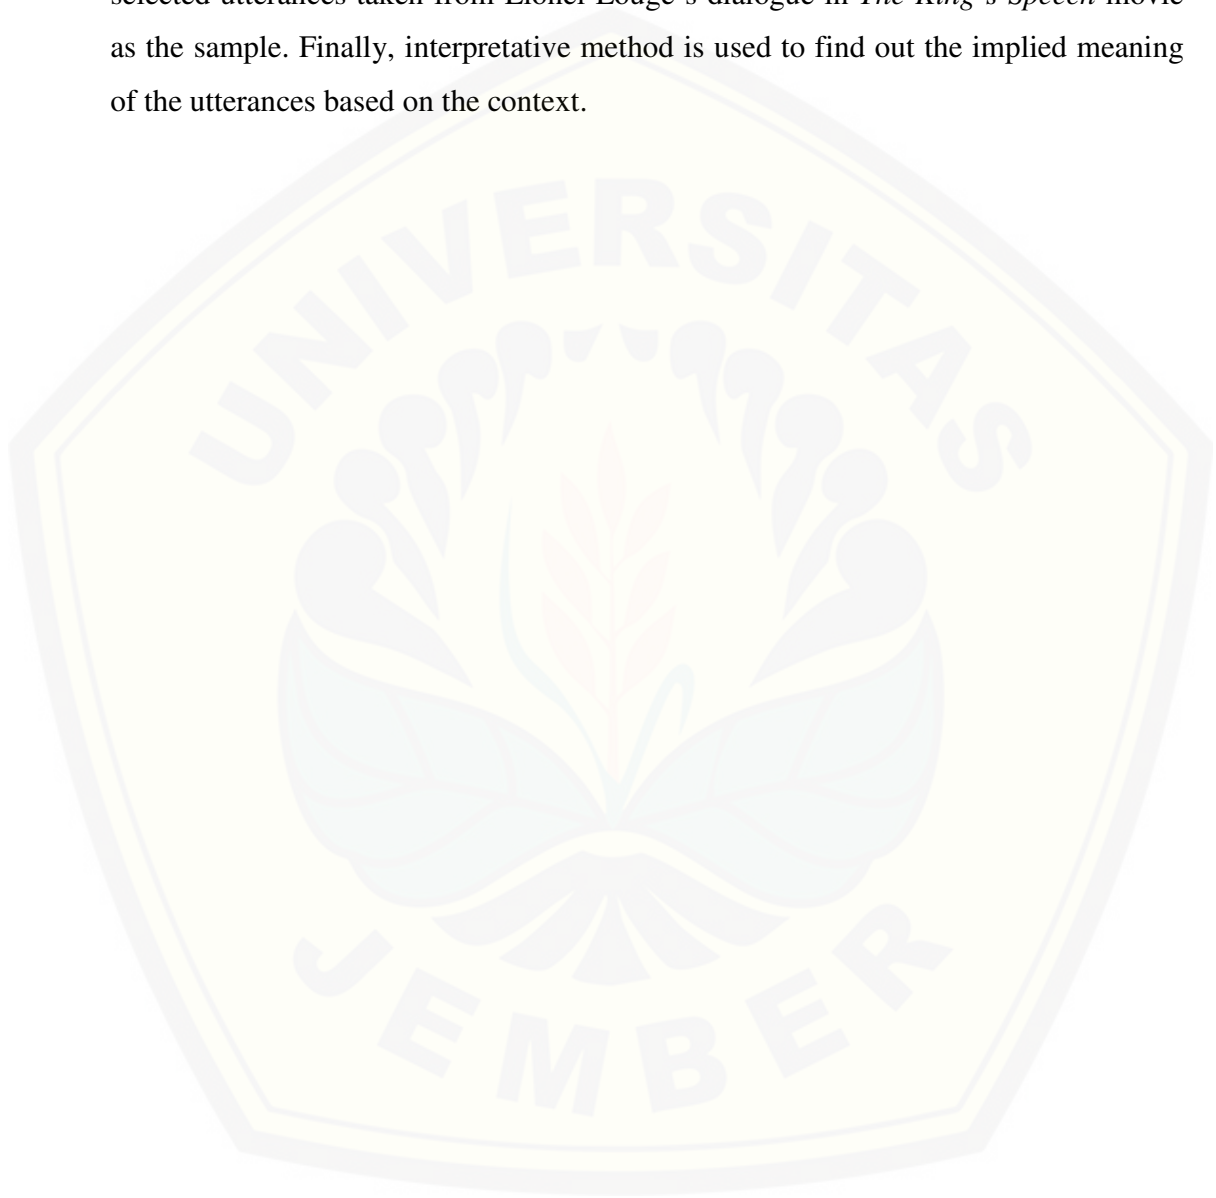 selected utterances taken from Lionel Louge's dialogue in The King's Speech movie
as the sample. Finally, interpretative method is used to find out the implied meaning
of the utterances based on the context.
UNIVERSITAS
JEMBER